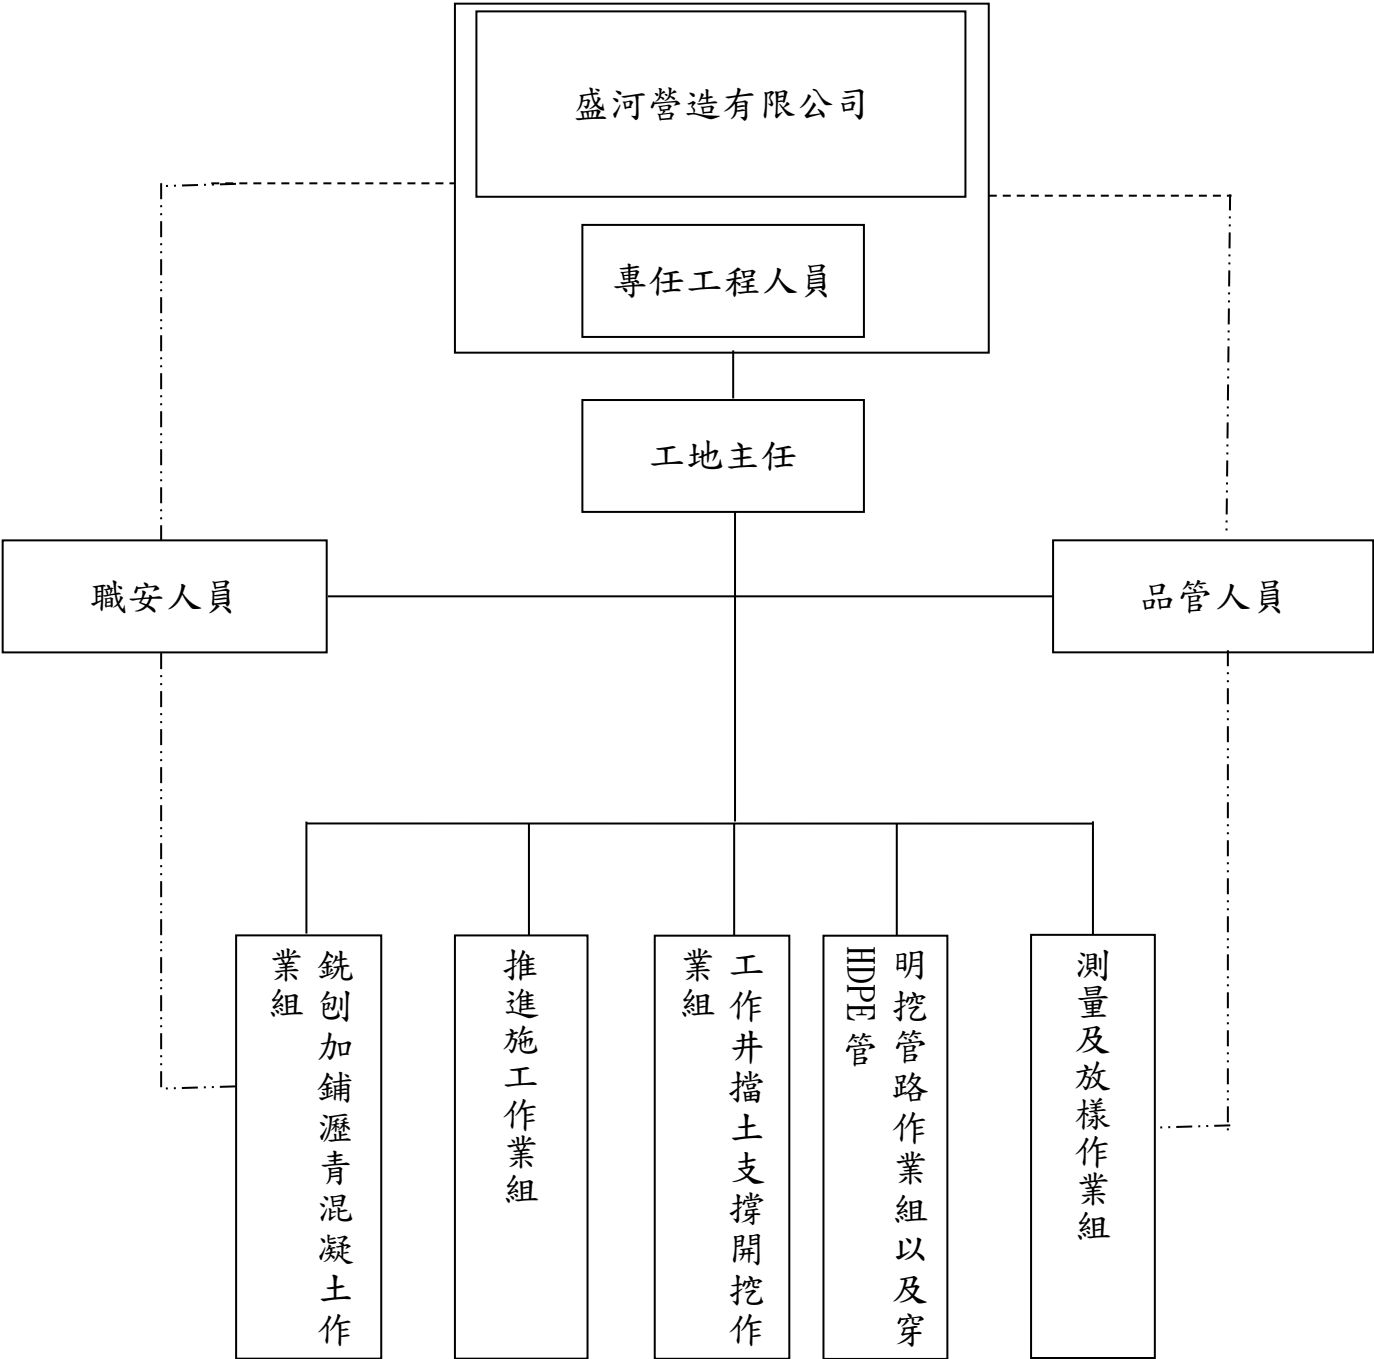 盛河營造有限公司
專任工程人員
工地主任
職安人員
品管人員
銑刨加鋪瀝青混凝土作
業組
推進施工作業組
工作井擋土支撐開挖作
業組
明挖管路作業組以及穿
HDPE管
測量及放樣作業組